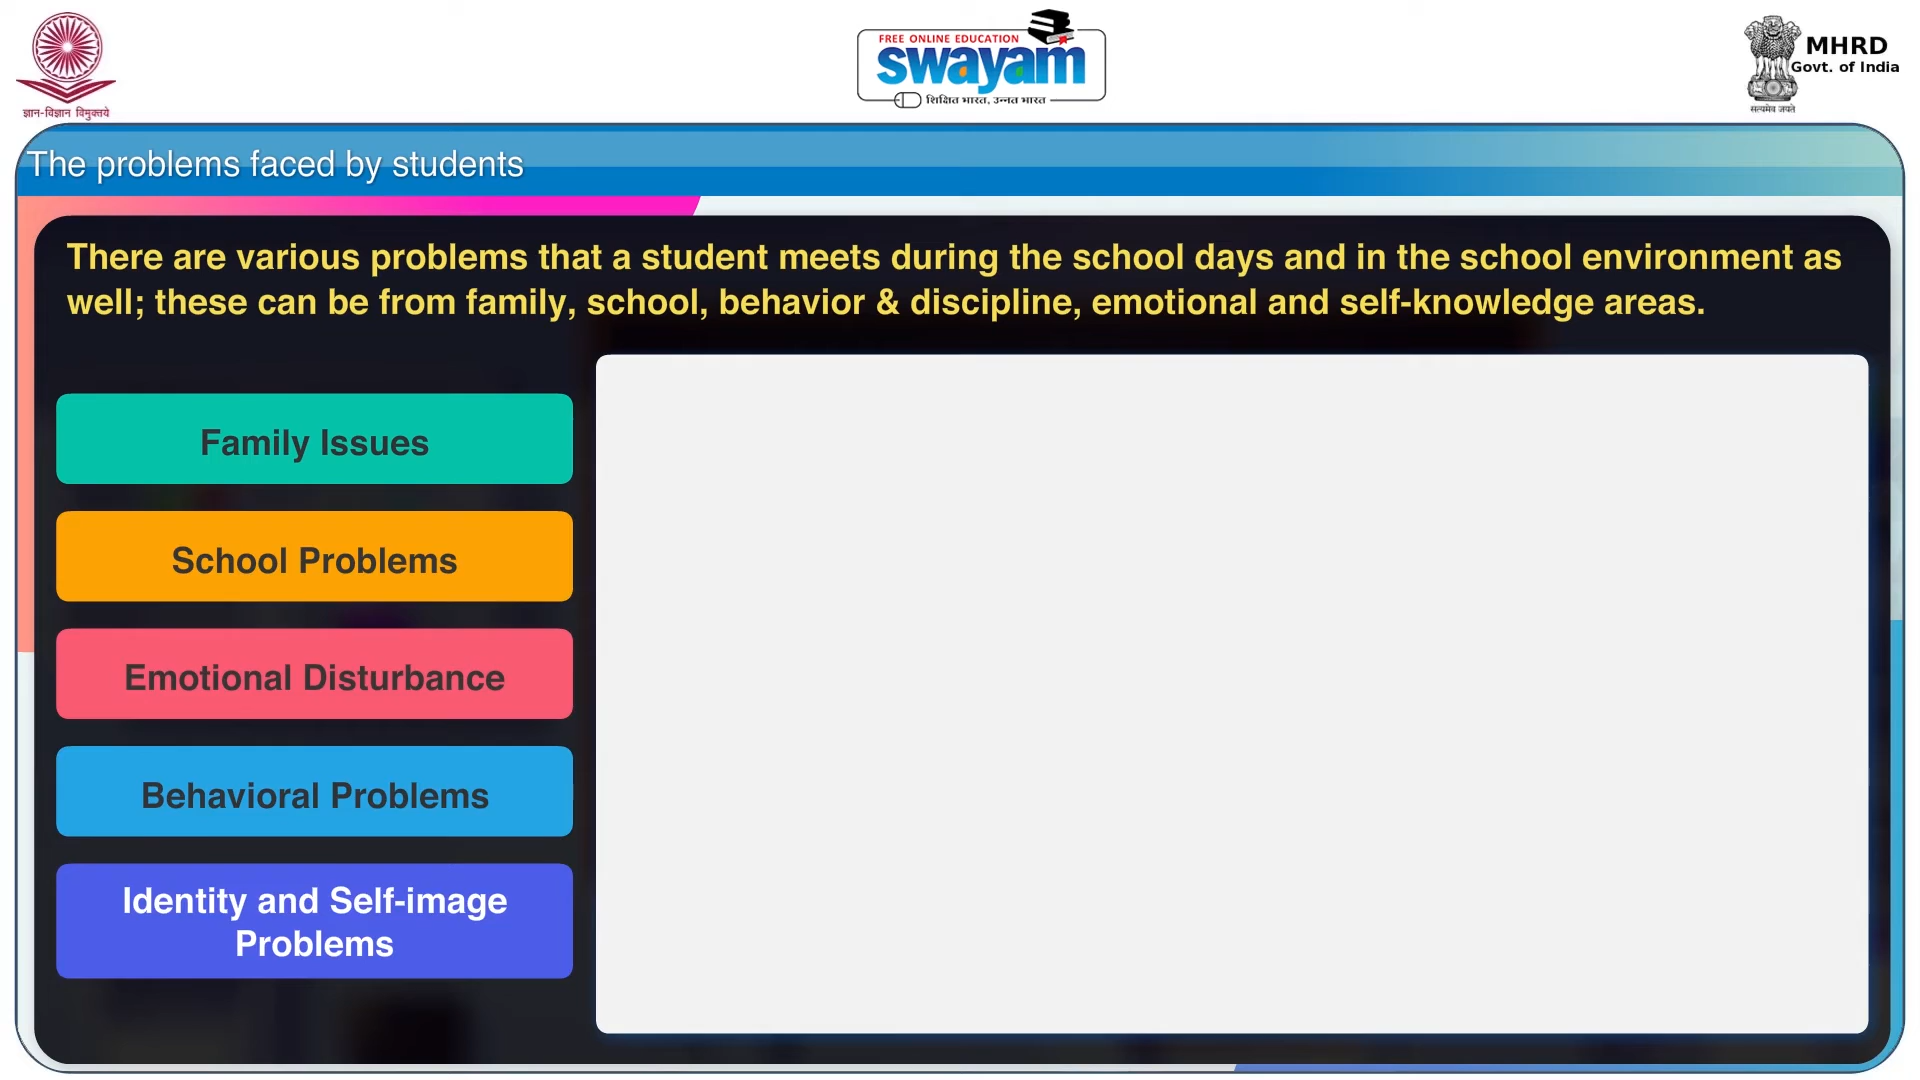 ज्ञान-विज्ञान विमुक्तये
FREE ONLINE EDUCATION
swayam
शिक्षित भारत, उन्नत भारत
MHRD
Govt. of India
सत्यमेव जयते
The problems faced by students
There are various problems that a student meets during the school days and in the school environment as
well; these can be from family, school, behavior & discipline, emotional and self-knowledge areas.
Family Issues
School Problems
Emotional Disturbance
Behavioral Problems
Identity and Self-image
Problems